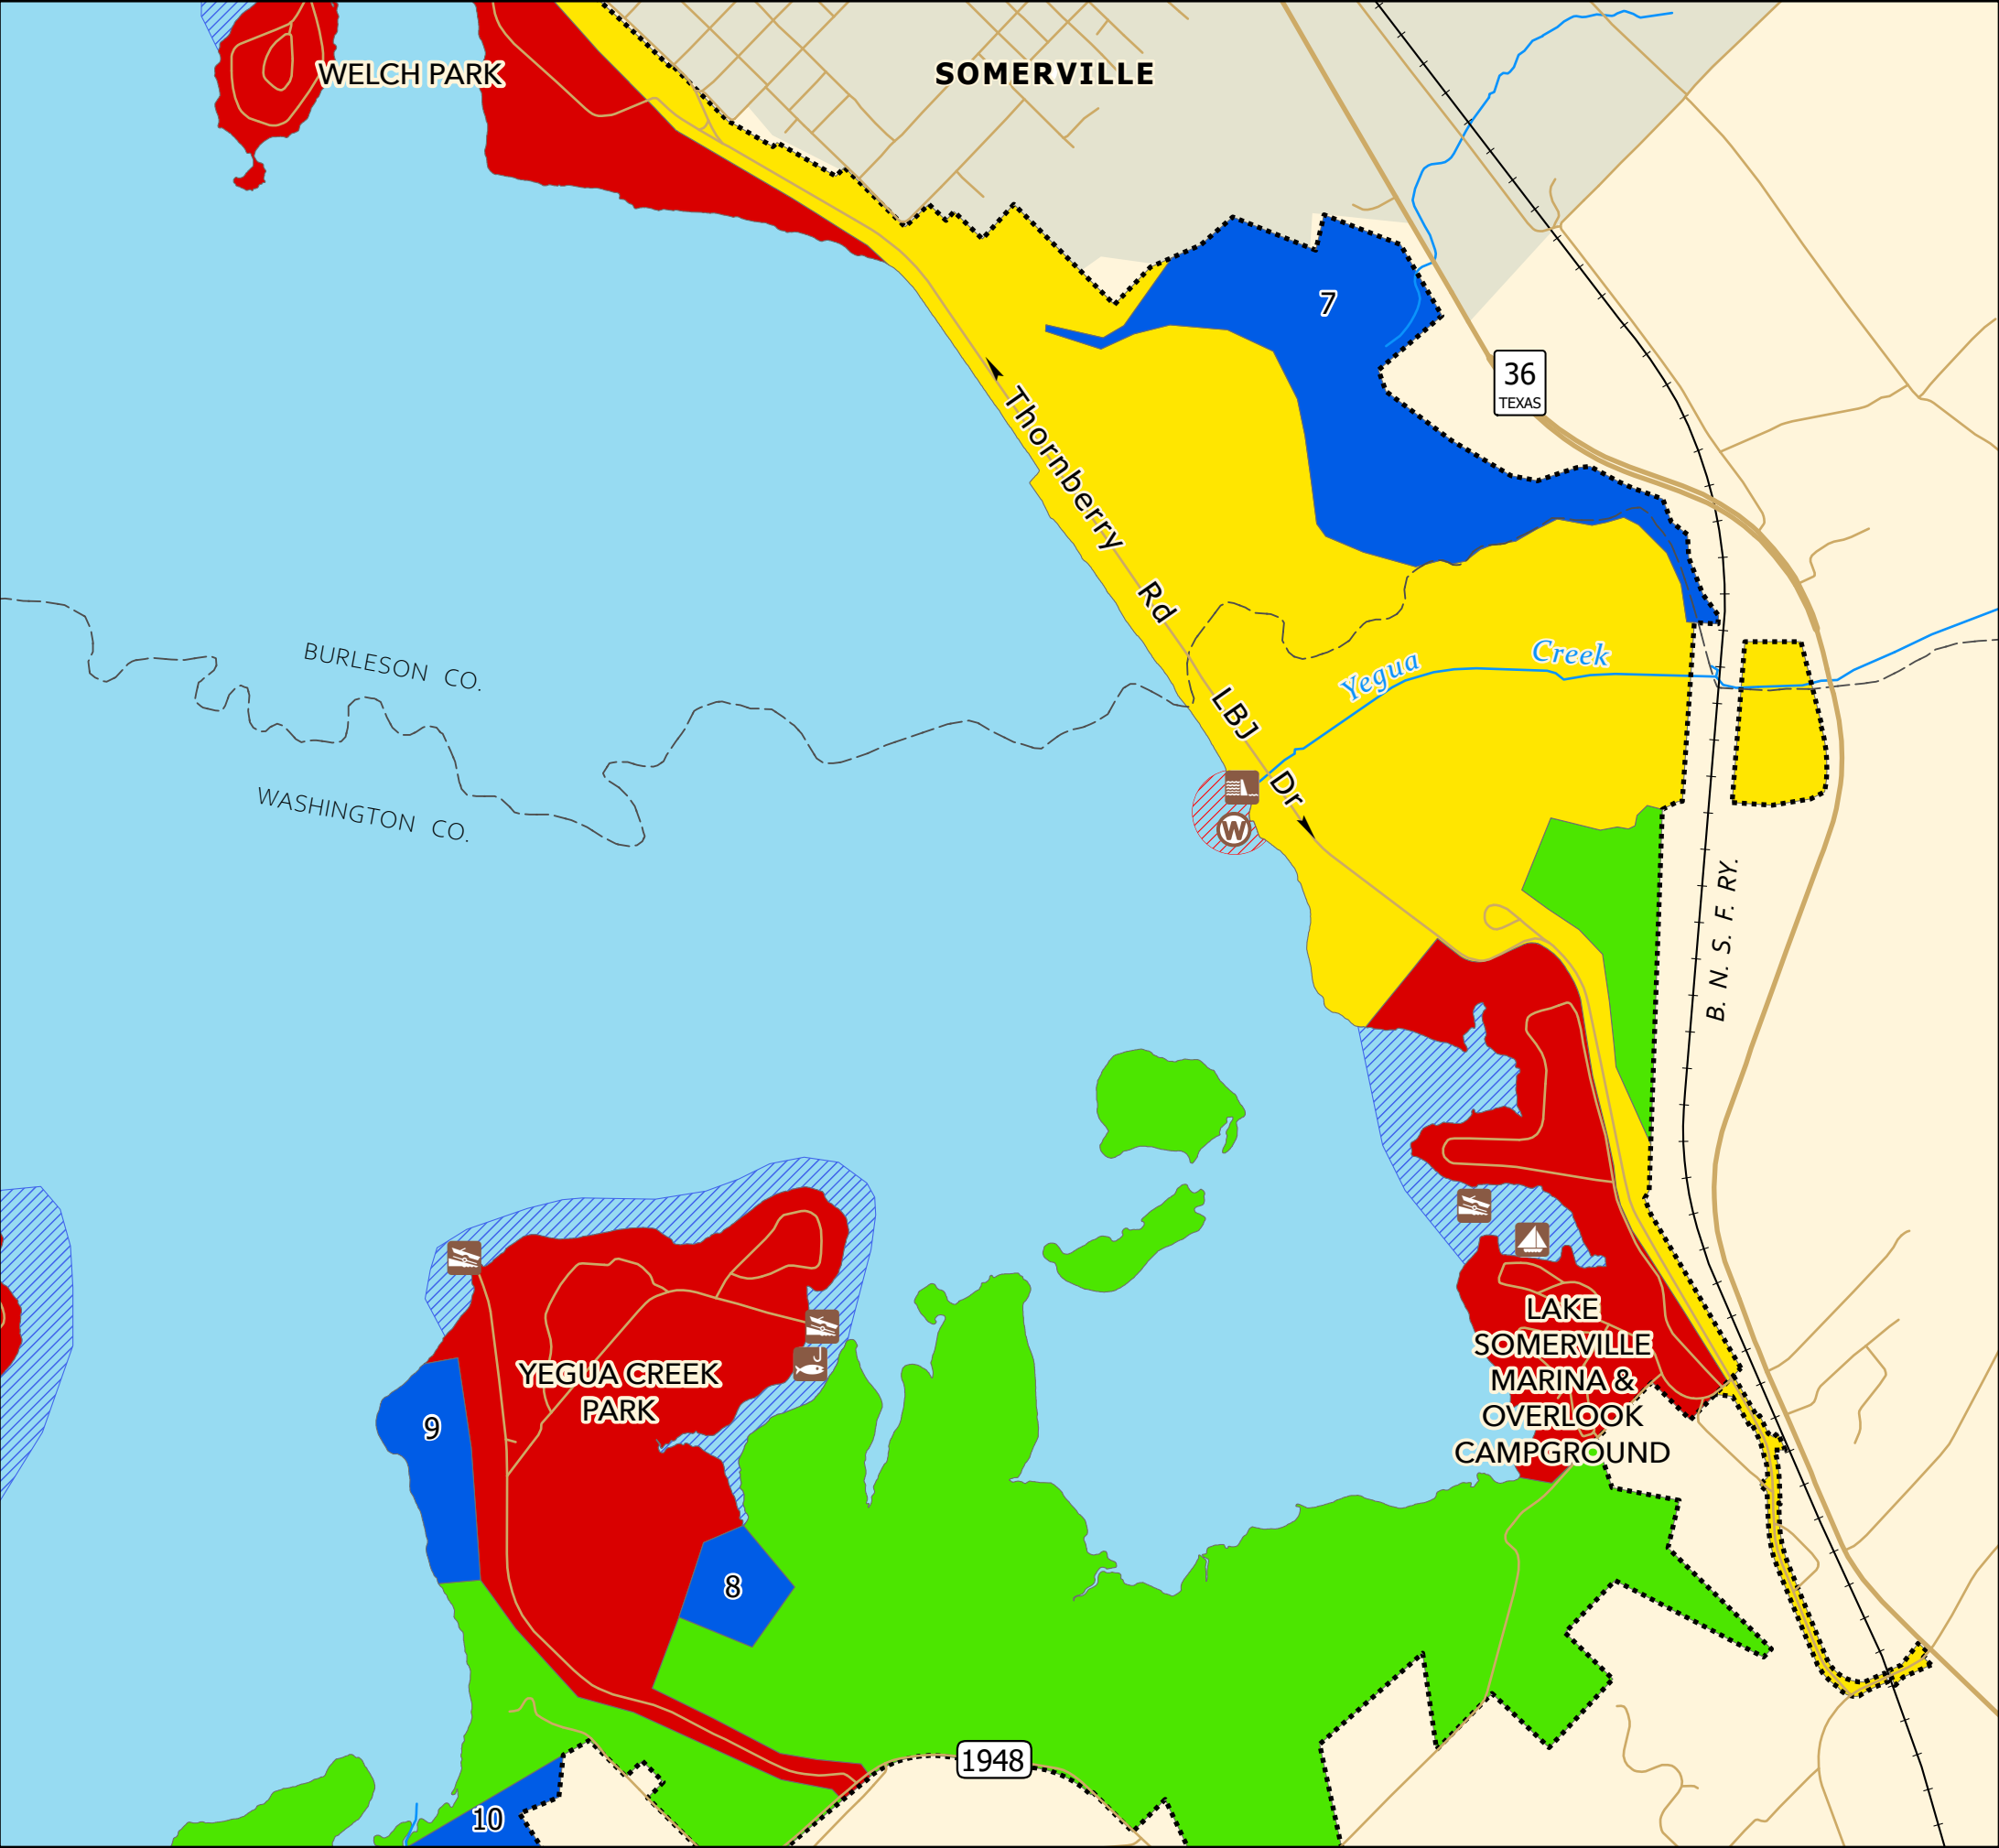 WELCH PARK
SOMERVILLE
7
36
TEXAS
Thornberry Rd
BURLESON CO.
WASHINGTON CO.
Yegua Creek
LBJ Dr
W
B. N. S. F. RY.
LAKE
SOMERVILLE
MARINA &
OVERLOOK
CAMPGROUND
YEGUA CREEK
PARK
9
8
1948
10